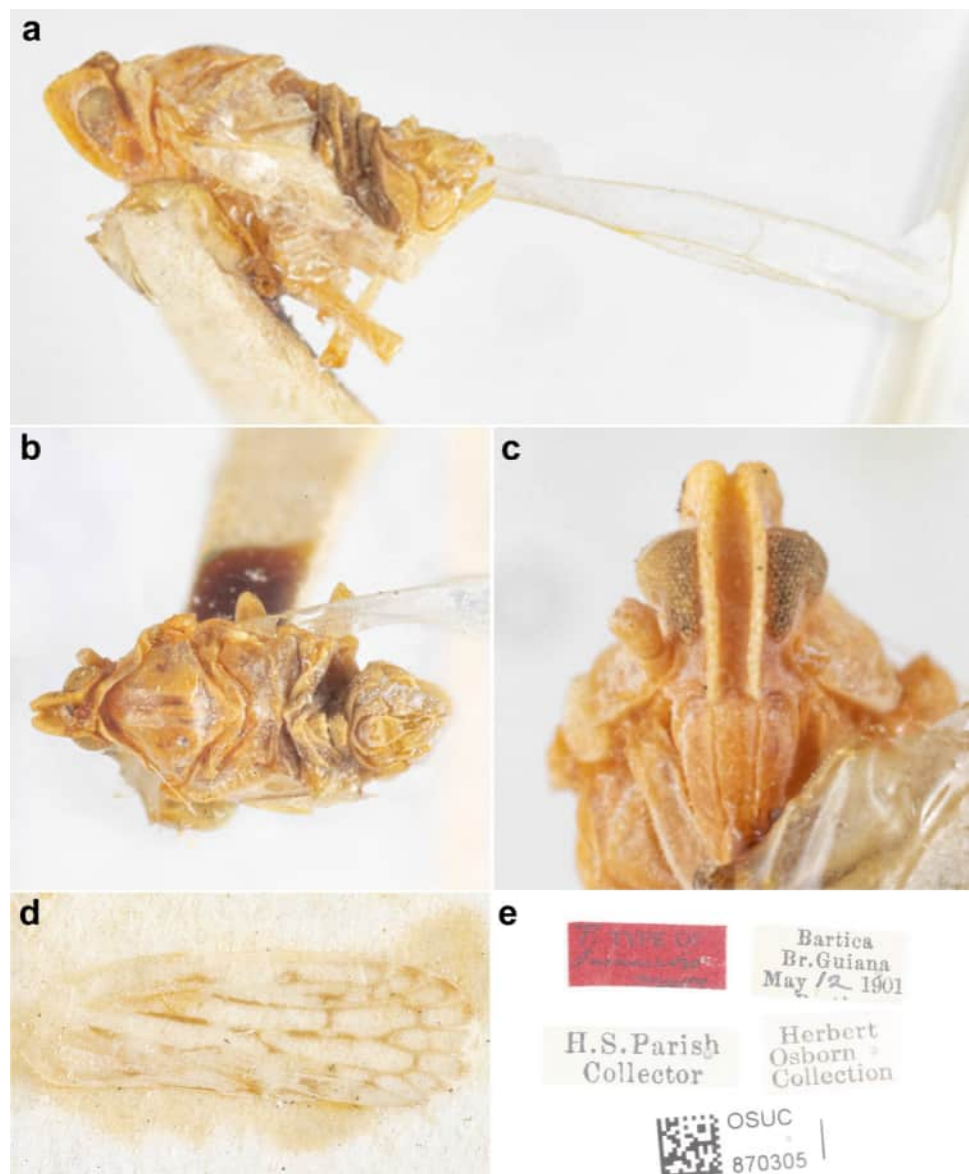 a
b
c
d
e
TYPE OF
Bartica
Br. Guiana
May 12 1901
H.S. Parish
Collector
Herbert
Osborn
Collection
OSUC
870305